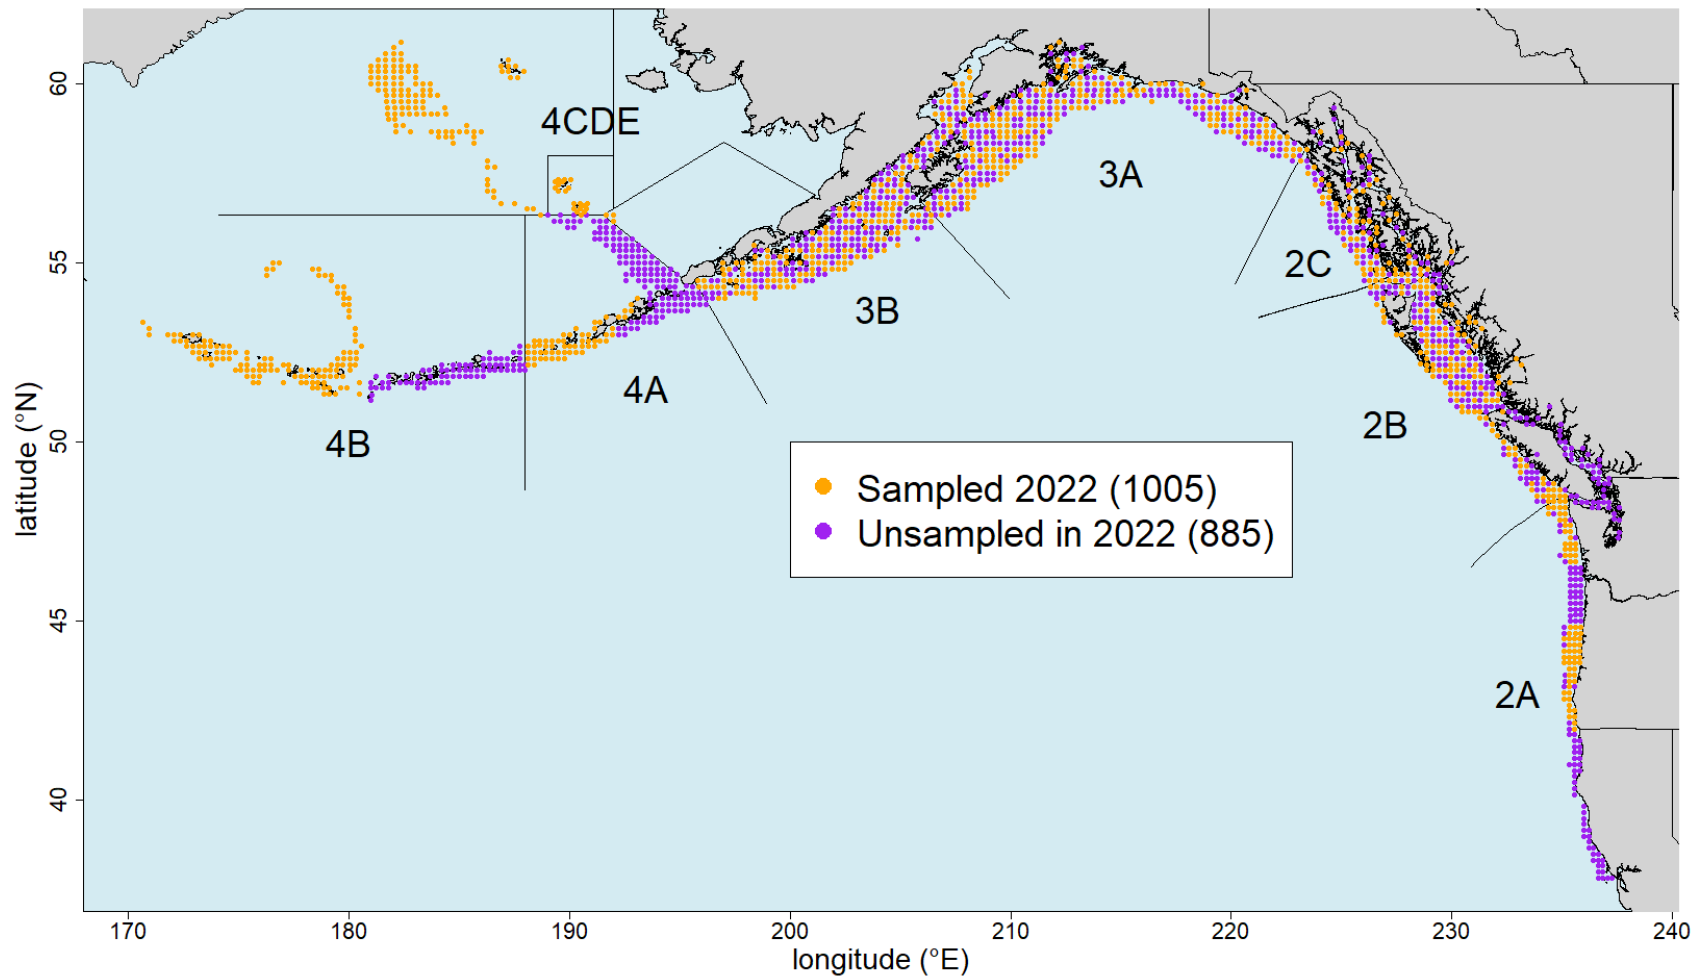 60
55
50
45
40
latitude (°N)
4CDE
3A
2C
3B
4A
2B
4B
Sampled 2022 (1005)
Unsampled in 2022 (885)
2A
170
180
190
200
210
220
230
240
longitude (°E)